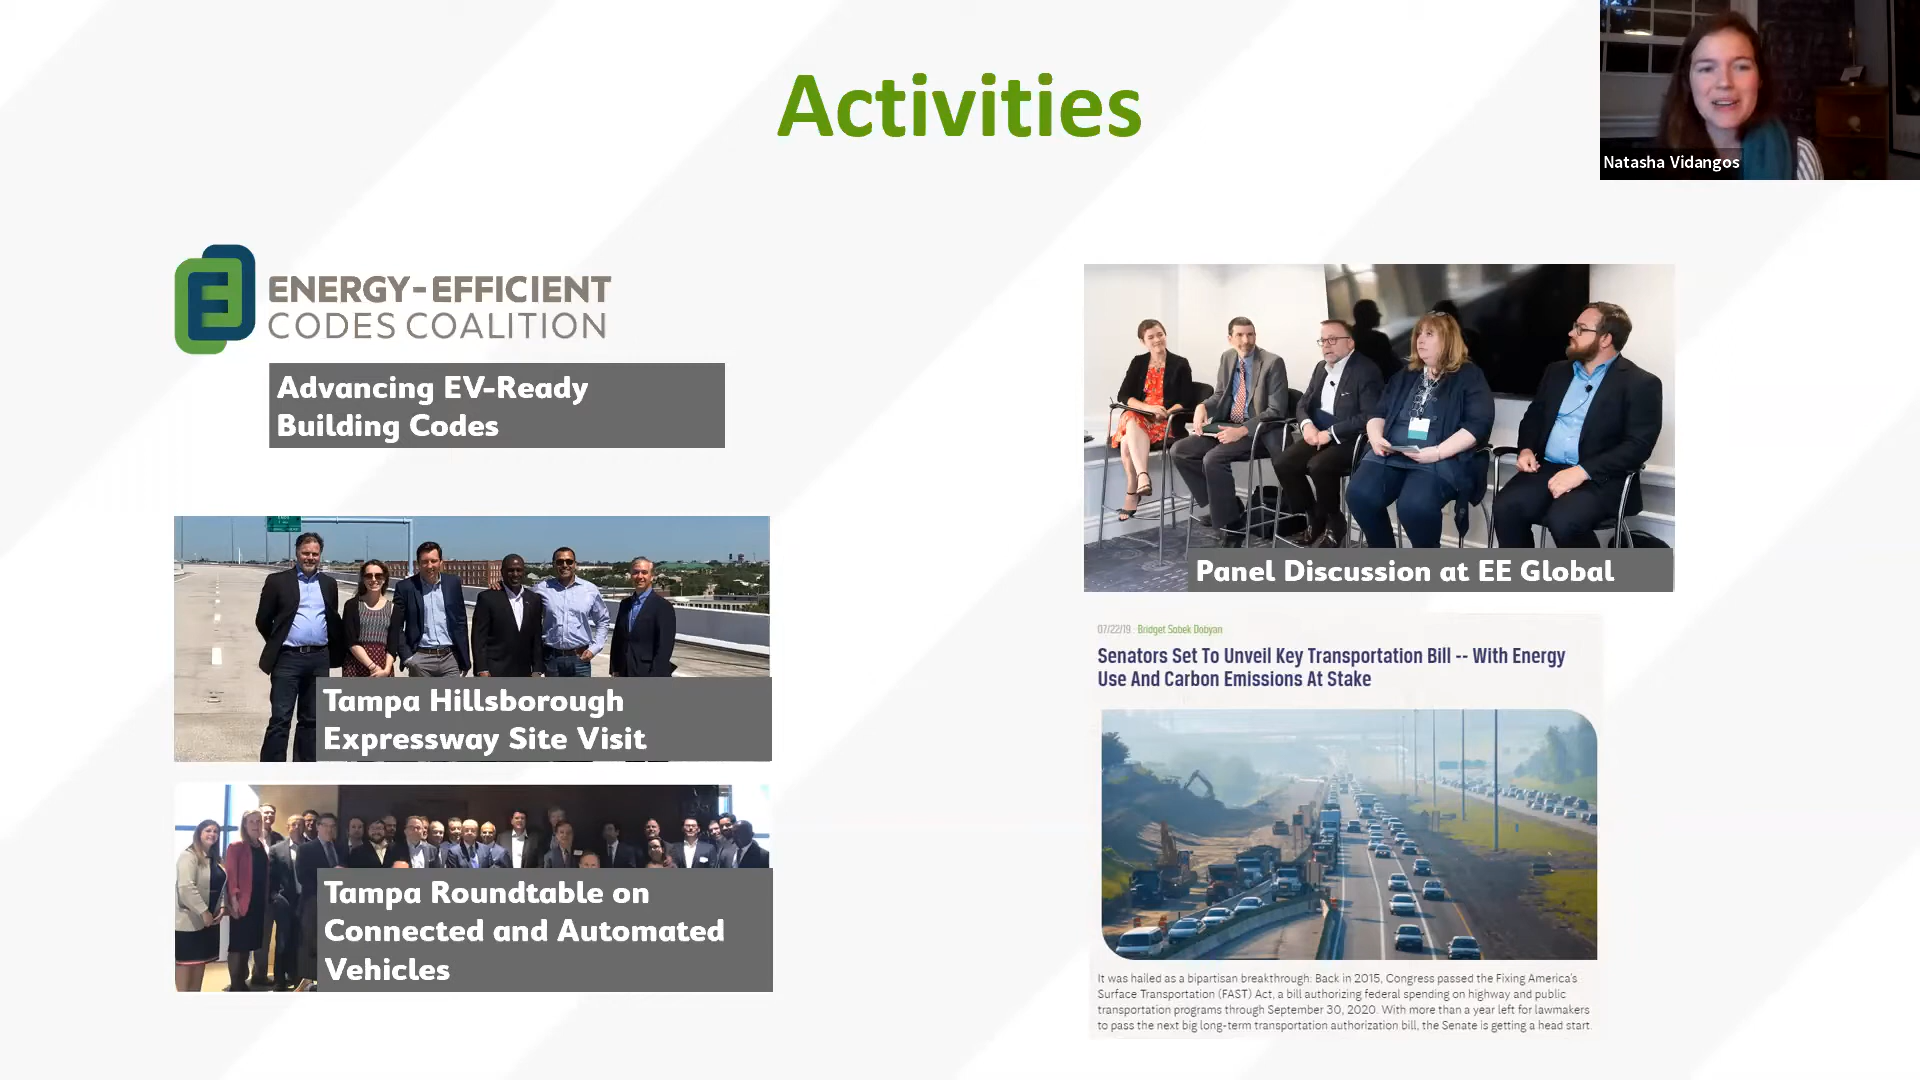 Activities
Natasha Vidangos
ENERGY-EFFICIENT
CODES COALITION
Advancing EV-Ready
Building Codes
Tampa Hillsborough
Expressway Site Visit
Tampa Roundtable on
Connected and Automated
Vehicles
Panel Discussion at EE Global
07/22/19 Bridget Sobek Dobyan
Senators Set To Unveil Key Transportation Bill -- With Energy
Use And Carbon Emissions At Stake
It was hailed as a bipartisan breakthrough: Back in 2015, Congress passed the Fixing America's
Surface Transportation (FAST) Act, a bill authorizing federal spending on highway and public
transportation programs through September 30, 2020. With more than a year left for lawmakers
to pass the next big long-term transportation authorization bill, the Senate is getting a head start.